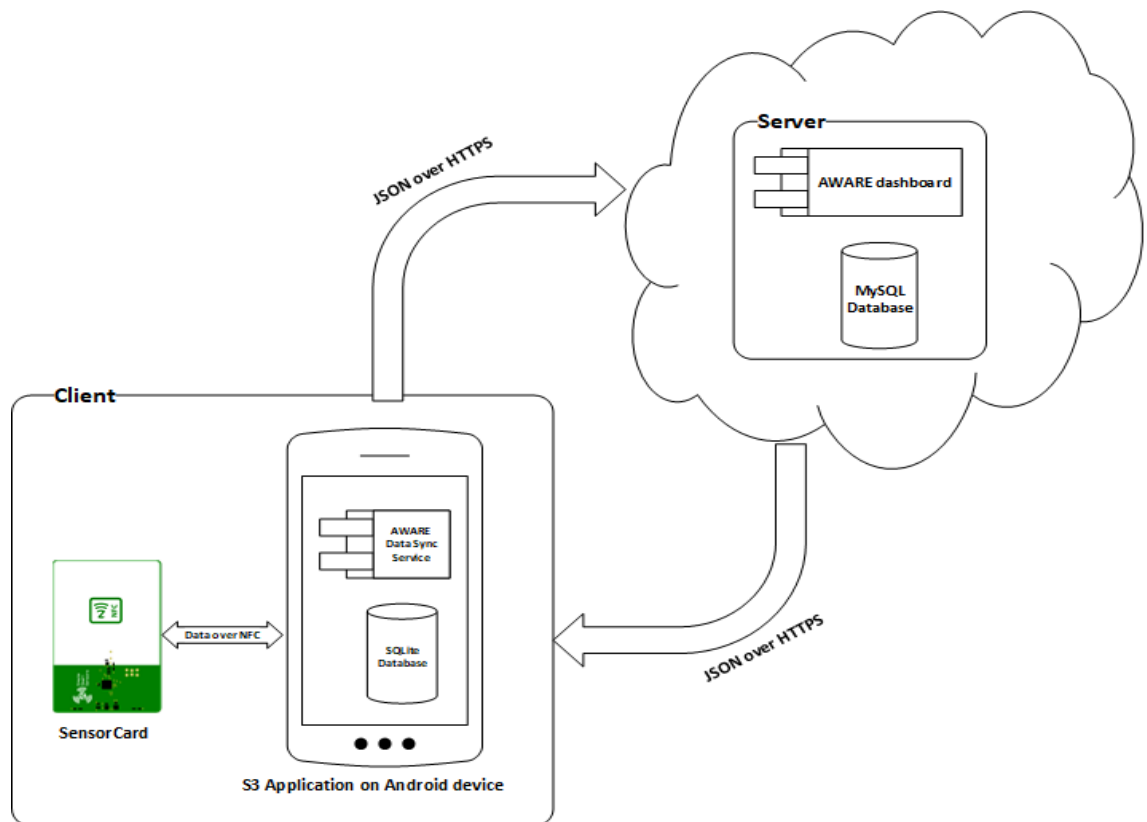 JSON over HTTPS
Server
AWARE dashboard
MySQL
Database
Client
AWARE
Data Sync
Service
NFC
Data over NFC
SQLite
Database
SensorCard
JSON over HTTPS
S3 Application on Android device